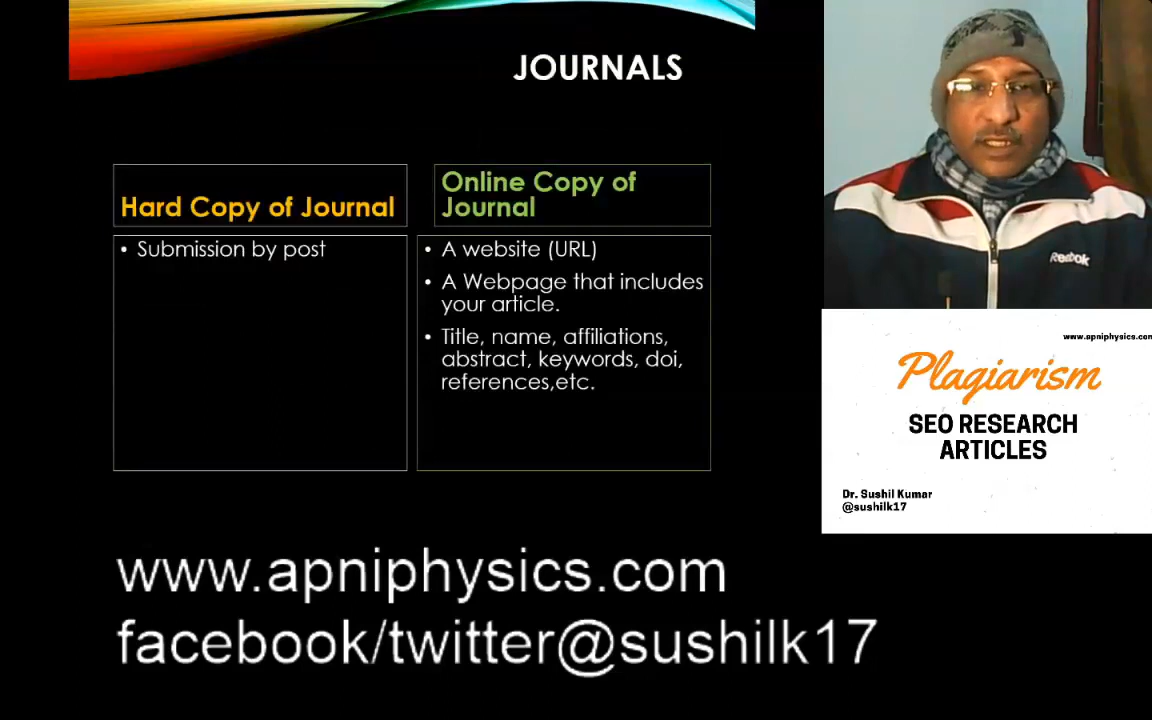 JOURNALS
Hard Copy of Journal
• Submission by post
Online Copy of
Journal
• A website (URL)
• A Webpage that includes
your article.
• Title, name, affiliations,
abstract, keywords, doi,
references,etc.
Reebok
www.apniphysics.com
Plagiarism
SEO RESEARCH
ARTICLES
Dr. Sushil Kumar
@sushilk17
www.apniphysics.com
facebook/twitter@sushilk17